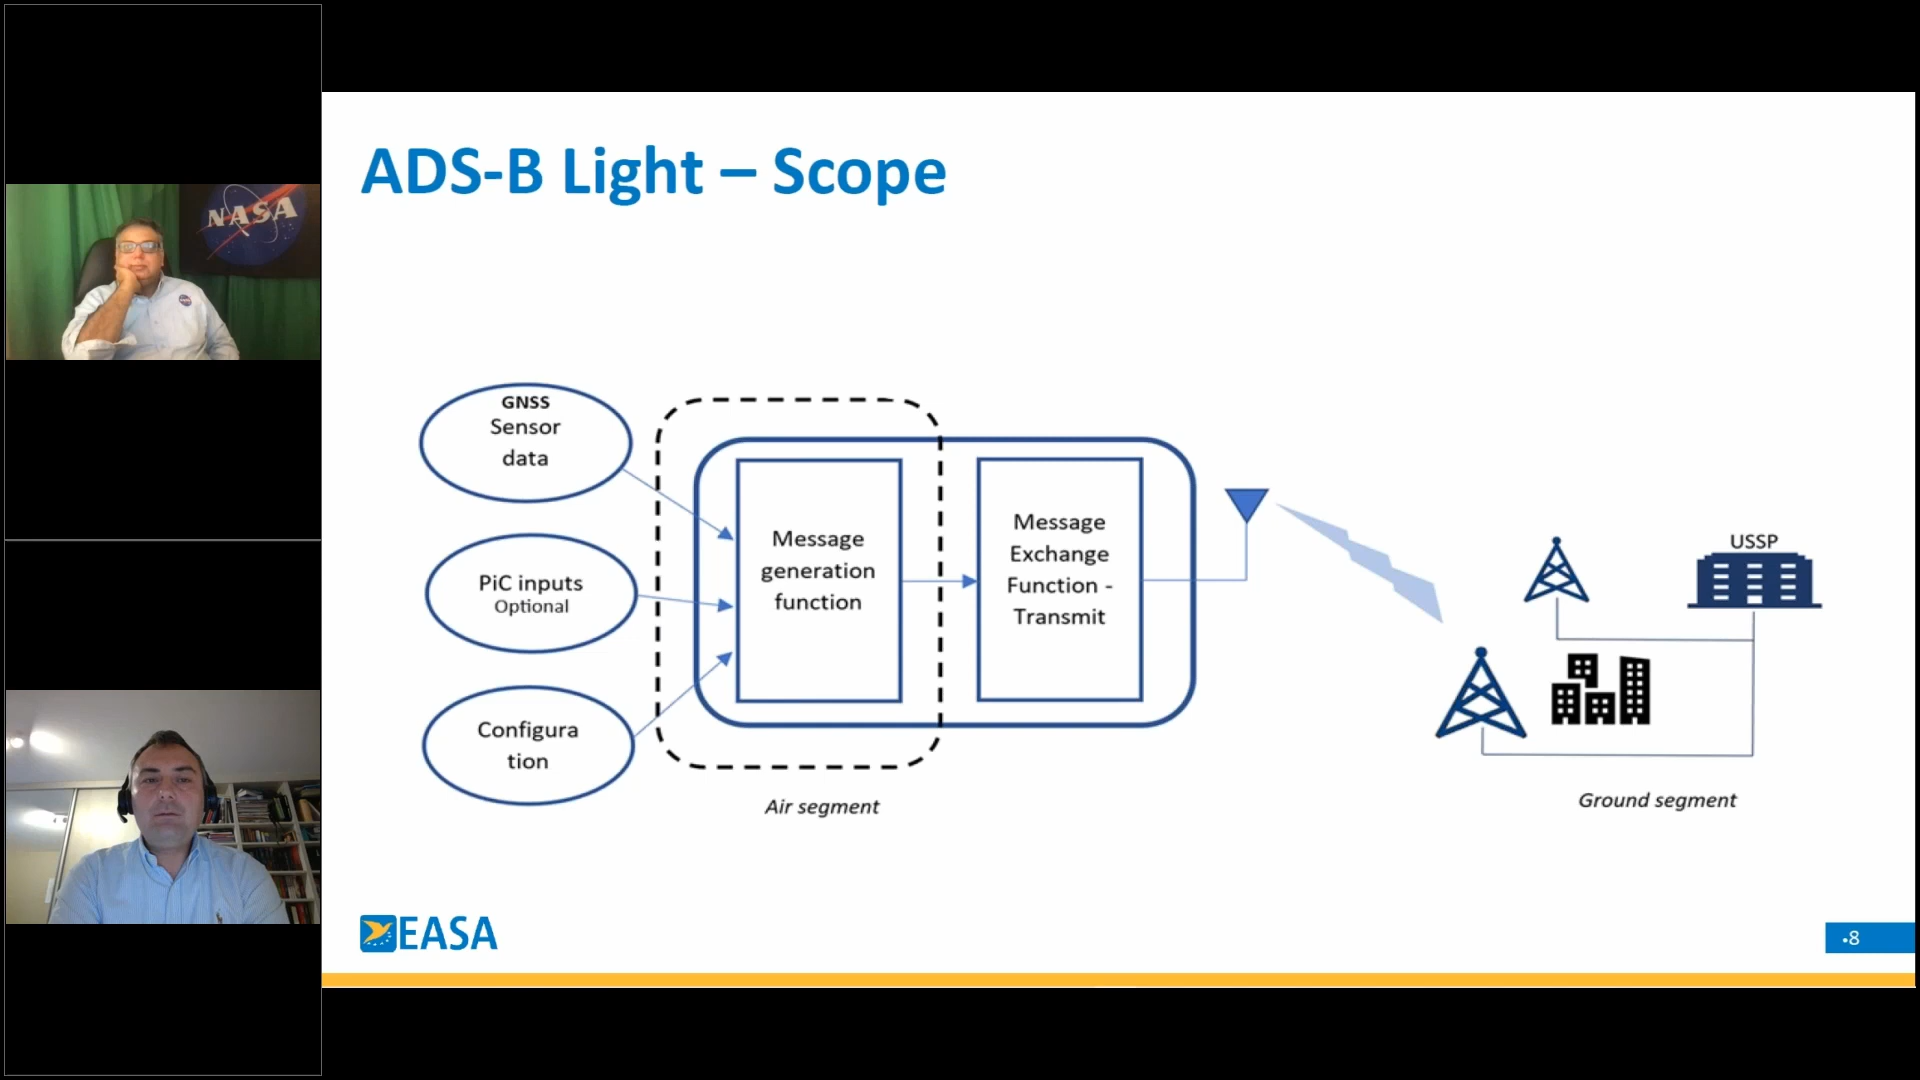 NASA
ADS-B Light – Scope
GNSS
Sensor
data
PiC inputs
Optional
Configura
tion
Message
generation
function
Message
Exchange
Function -
Transmit
Air segment
USSP
Ground segment
EASA
•8